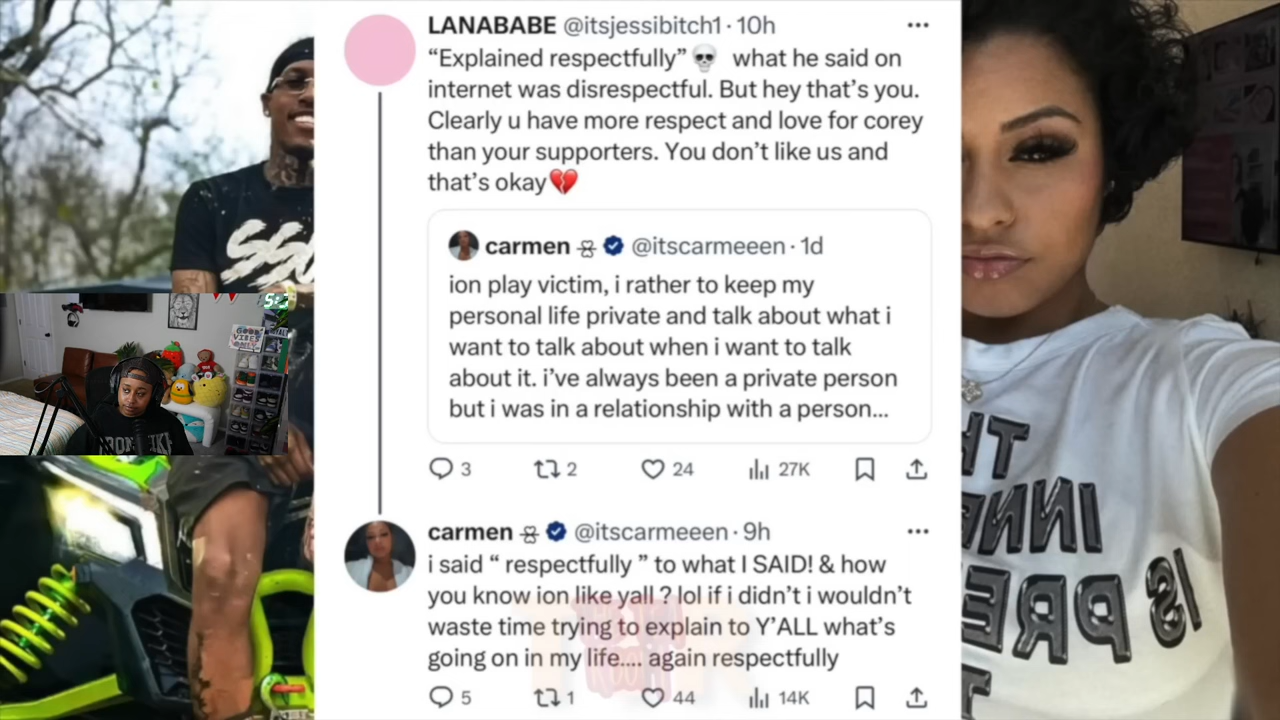 LANABABE @itsjessibitch1 · 10h
“Explained respectfully”💀 what he said on
internet was disrespectful. But hey that’s you.
Clearly u have more respect and love for corey
than your supporters. You don’t like us and
that’s okay💔
carmen @itscarmeeen · 1d
ion play victim, i rather to keep my
personal life private and talk about what i
want to talk about when i want to talk
about it. i’ve always been a private person
but i was in a relationship with a person...
3 2 24 27K
carmen @itscarmeeen · 9h
i said “ respectfully ” to what I SAID! & how
you know ion like yall ? lol if i didn’t i wouldn’t
waste time trying to explain to Y’ALL what’s
going on in my life.... again respectfully
5 1 44 14K
GOOD
VIBES
ONLY